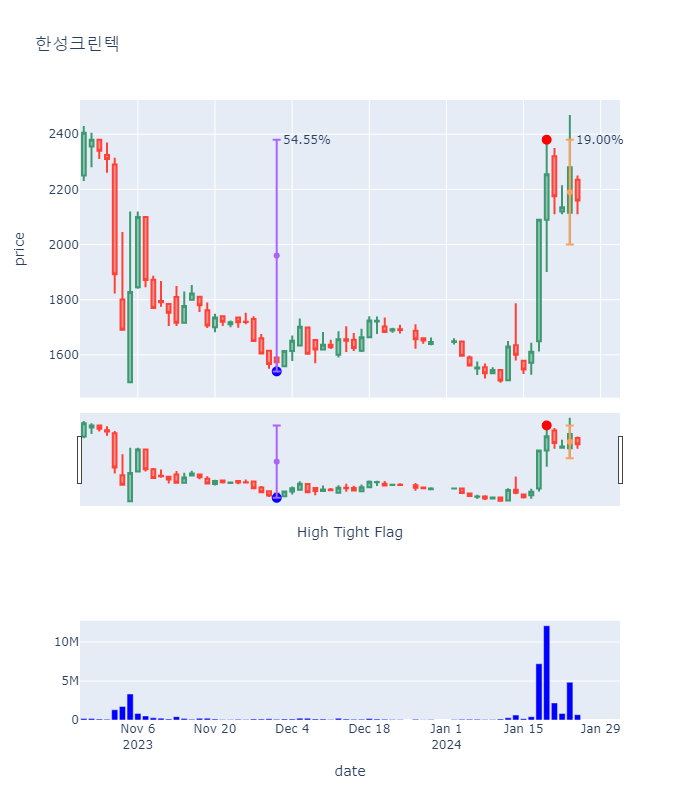 한성크린텍
54.55%
19.00%
2400
2200
2000
1800
1600
price
High Tight Flag
10M
5M
0
Nov 6
2023
Nov 20
Dec 4
Dec 18
Jan 1
2024
Jan 15
Jan 29
date